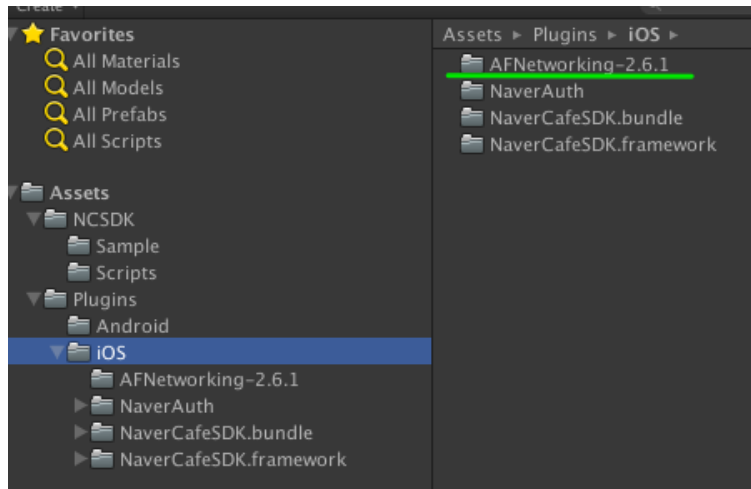 Create
Favorites
All Materials
All Models
All Prefabs
All Scripts
Assets
NCSDK
Sample
Scripts
Plugins
Android
iOS
AFNetworking-2.6.1
NaverAuth
NaverCafeSDK.bundle
NaverCafeSDK.framework
Assets ▸ Plugins ▸ iOS ▸
AFNetworking-2.6.1
NaverAuth
NaverCafeSDK.bundle
NaverCafeSDK.framework